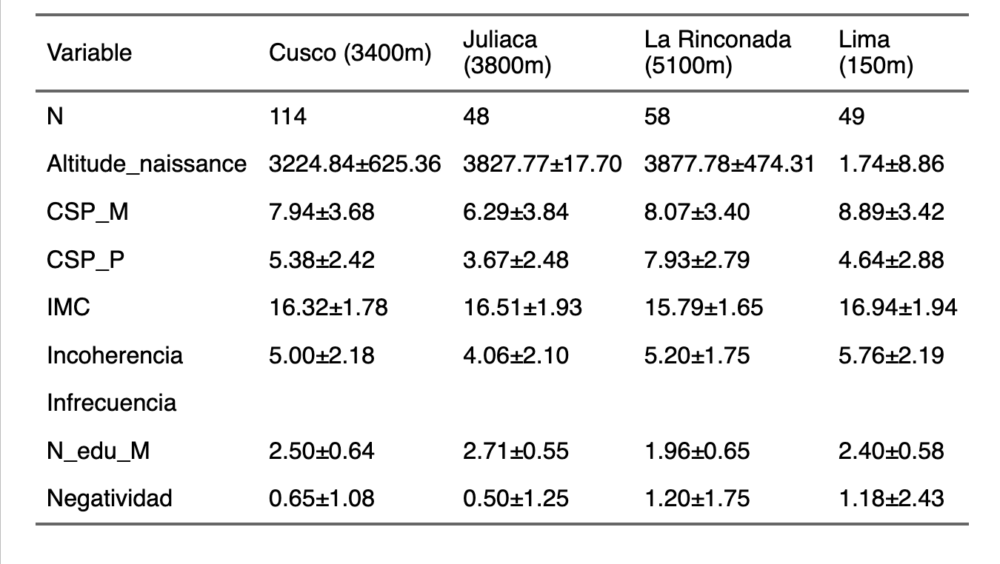 Variable Cusco (3400m) Juliaca (3800m) La Rinconada (5100m) Lima (150m)
N 114 48 58 49
Altitude_naissance 3224.84±625.36 3827.77±17.70 3877.78±474.31 1.74±8.86
CSP_M 7.94±3.68 6.29±3.84 8.07±3.40 8.89±3.42
CSP_P 5.38±2.42 3.67±2.48 7.93±2.79 4.64±2.88
IMC 16.32±1.78 16.51±1.93 15.79±1.65 16.94±1.94
Incoherencia 5.00±2.18 4.06±2.10 5.20±1.75 5.76±2.19
Infrecuencia
N_edu_M 2.50±0.64 2.71±0.55 1.96±0.65 2.40±0.58
Negatividad 0.65±1.08 0.50±1.25 1.20±1.75 1.18±2.43